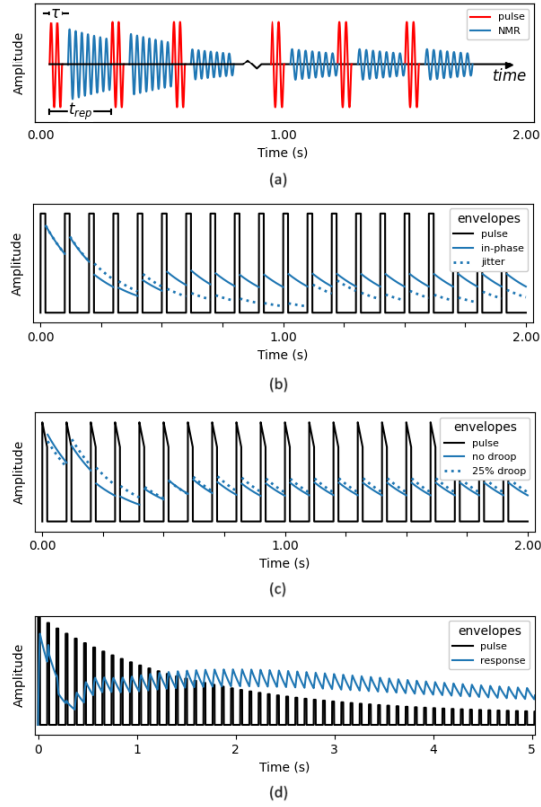 τ
pulse
NMR
Amplitude
time
t_rep
0.00 1.00 2.00
Time (s)
(a)
envelopes
pulse
in-phase
jitter
Amplitude
0.00 1.00 2.00
Time (s)
(b)
envelopes
pulse
no droop
25% droop
Amplitude
0.00 1.00 2.00
Time (s)
(c)
envelopes
pulse
response
Amplitude
0 1 2 3 4 5
Time (s)
(d)